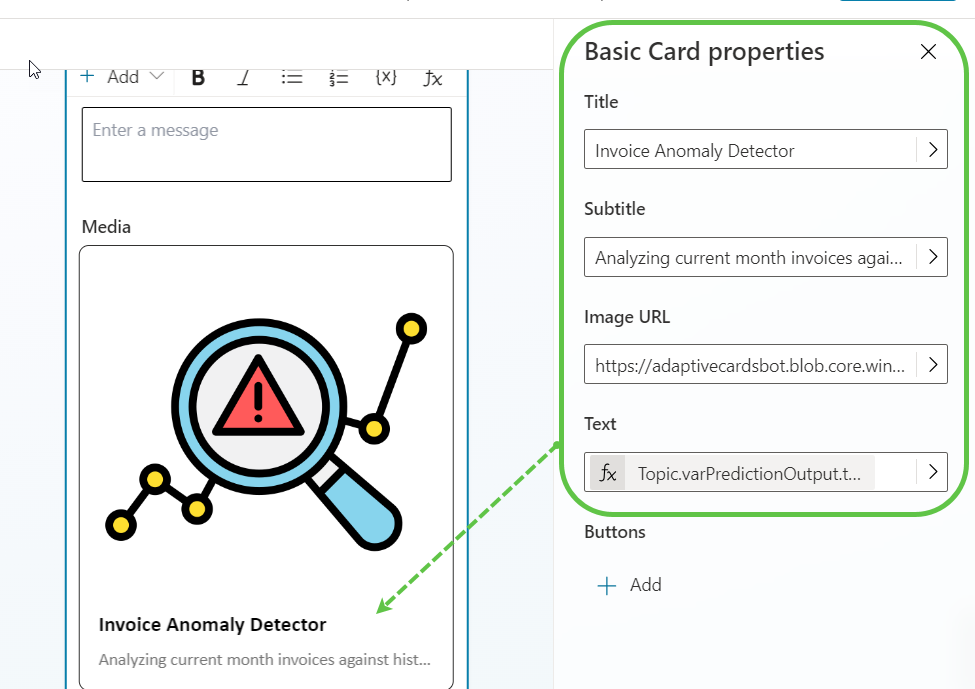 Add B I {x} fx
Enter a message
Media
Invoice Anomaly Detector
Analyzing current month invoices against hist...
Basic Card properties
Title
Invoice Anomaly Detector
Subtitle
Analyzing current month invoices agai...
Image URL
https://adaptivecardsbot.blob.core.win...
Text
fx Topic.varPredictionOutput.t...
Buttons
+ Add